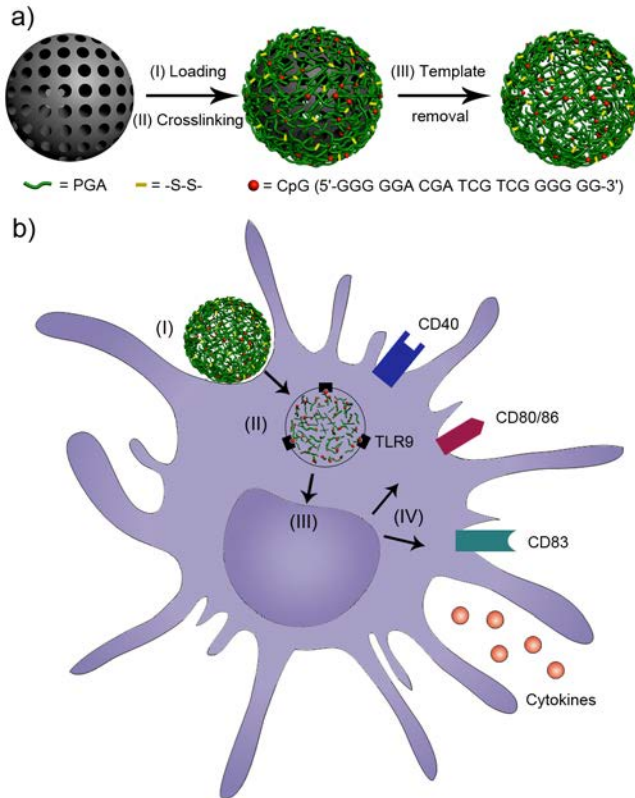 a)
(I) Loading
(II) Crosslinking
(III) Template
removal
= PGA
= -S-S-
= CpG (5'-GGG GGA CGA TCG TCG GGG GG-3')
b)
(I)
CD40
(II)
TLR9
CD80/86
(III)
(IV)
CD83
Cytokines